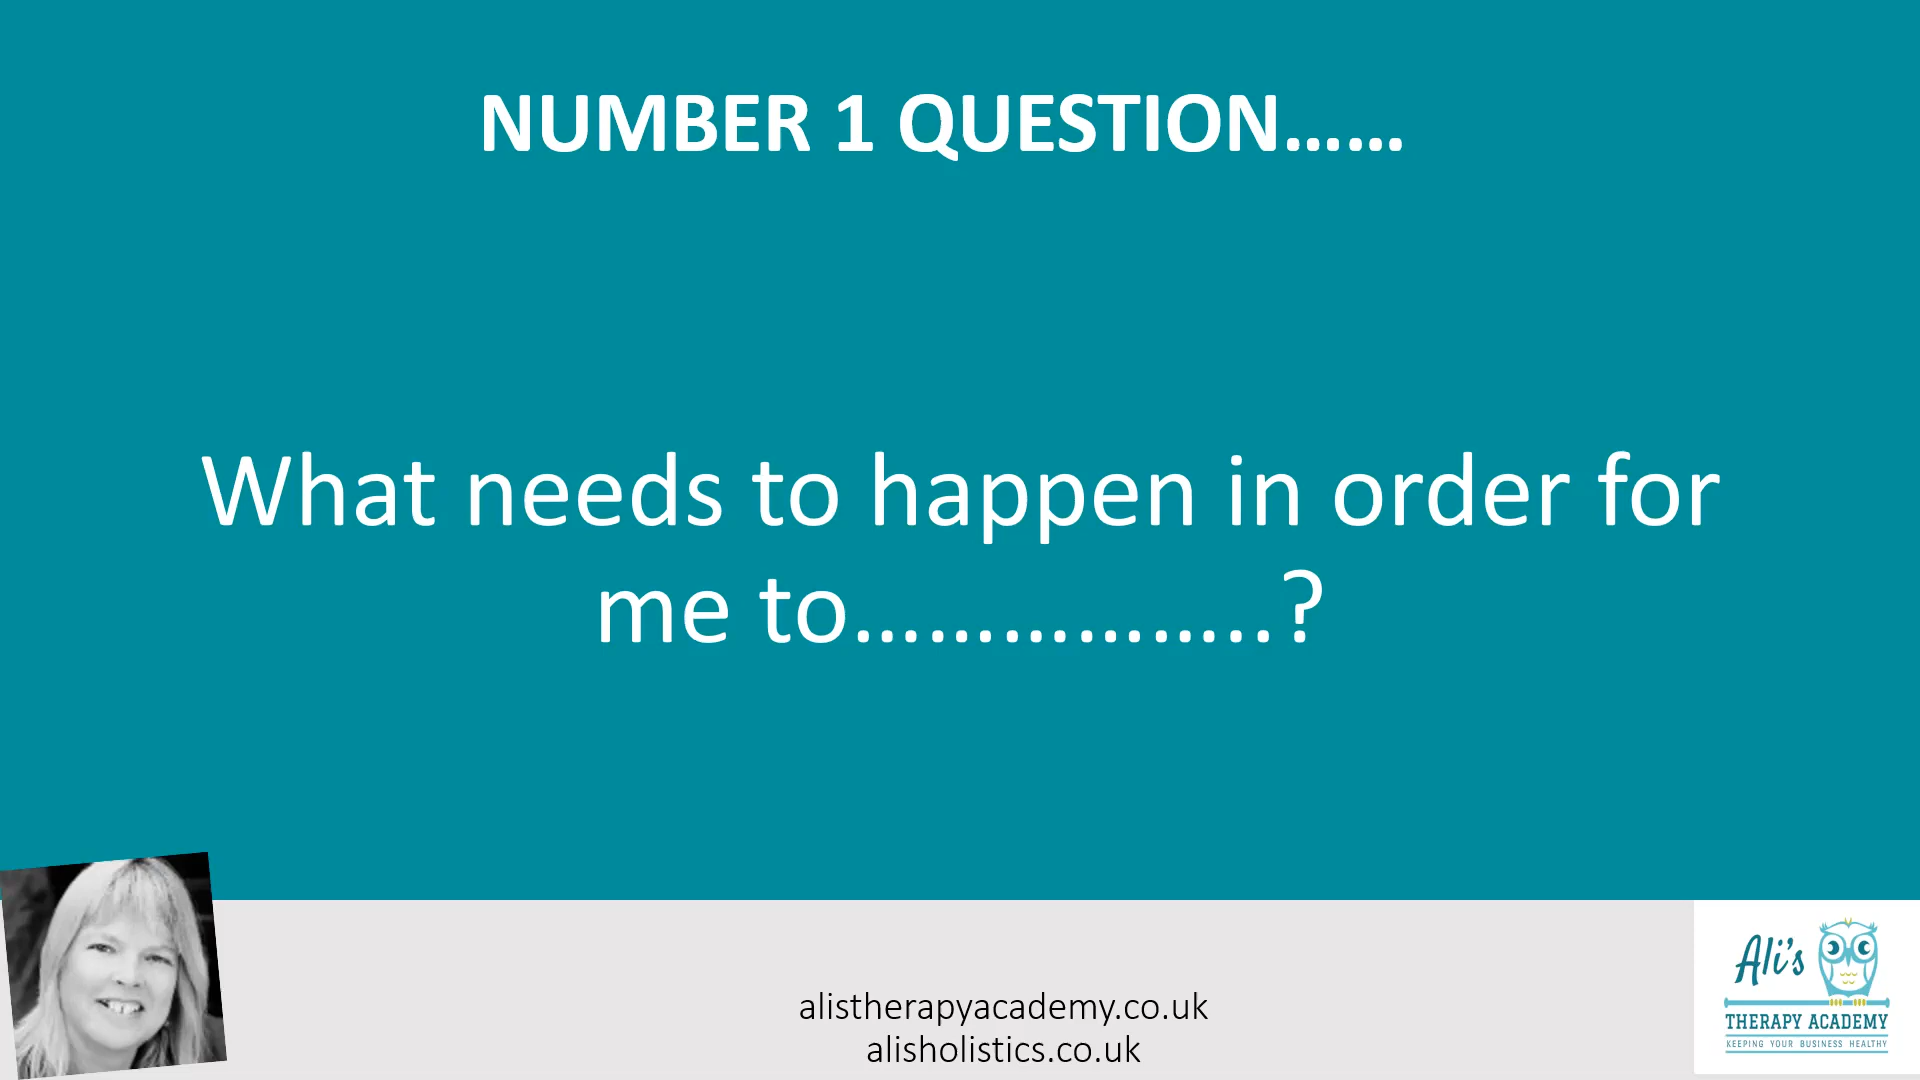 NUMBER 1 QUESTION……
What needs to happen in order for
me to……………..?
alistherapyacademy.co.uk
alisholistics.co.uk
Ali's
THERAPY ACADEMY
KEEPING YOUR BUSINESS HEALTHY